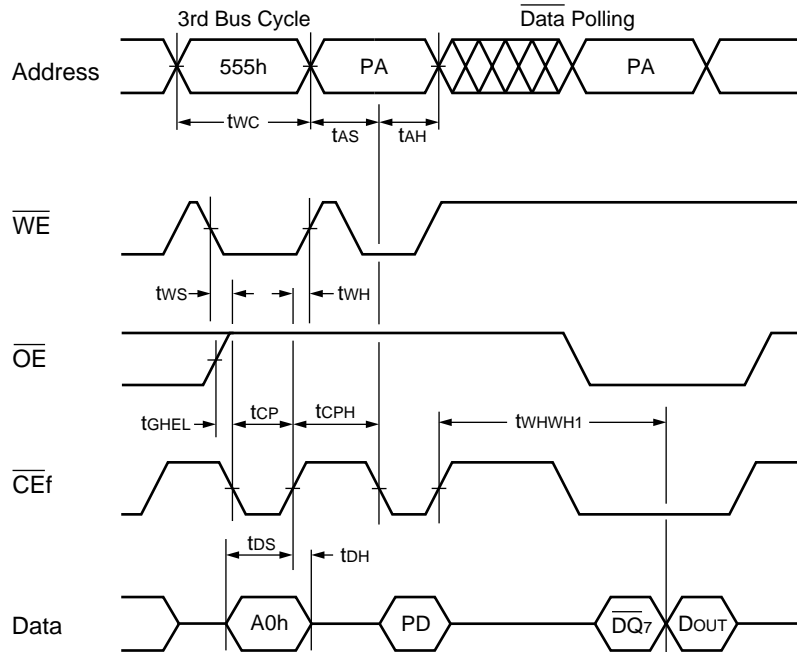 3rd Bus Cycle
Data Polling
Address
555h
PA
PA
tWC
tAS
tAH
WE
tWS
tWH
OE
tGHEL
tCP
tCPH
tWHWH1
CEf
tDS
tDH
Data
A0h
PD
DQ7
DOUT